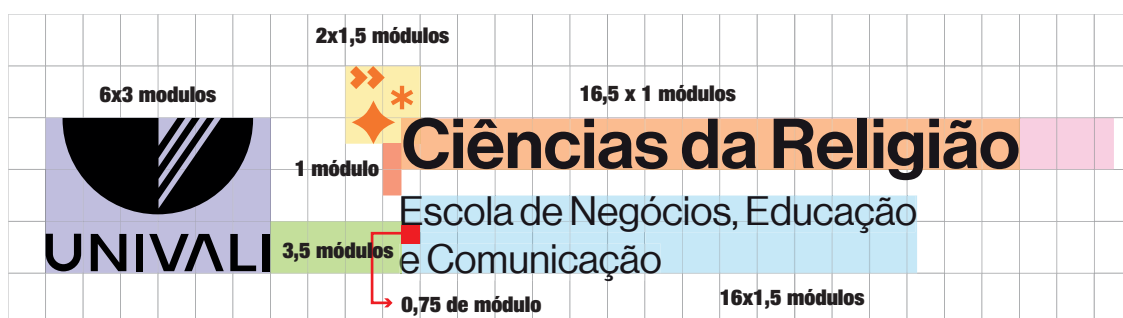 2x1,5 módulos
6x3 modulos
16,5 x 1 módulos
Ciências da Religião
1 módulo
Escola de Negócios, Educação
e Comunicação
UNIVALI
3,5 módulos
0,75 de módulo
16x1,5 módulos